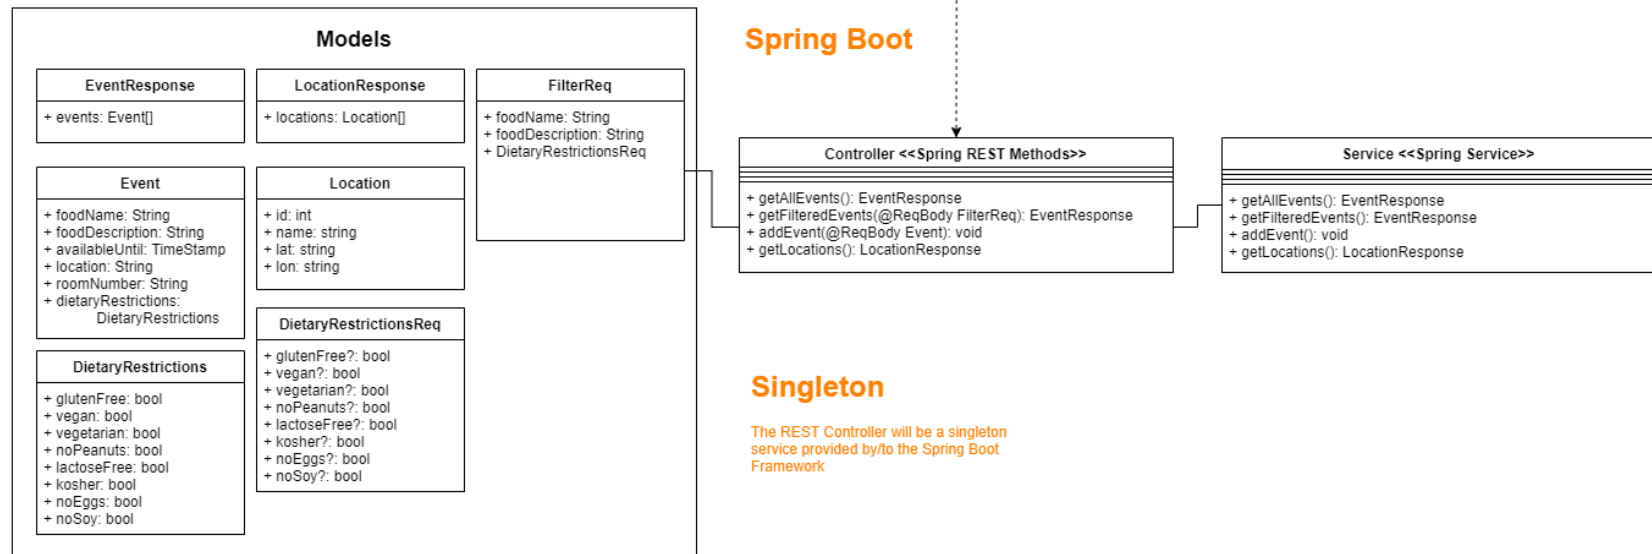 Models
EventResponse
+ events: Event[]
LocationResponse
+ locations: Location[]
FilterReq
+ foodName: String
+ foodDescription: String
+ DietaryRestrictionsReq
Event
+ foodName: String
+ foodDescription: String
+ availableUntil: TimeStamp
+ location: String
+ roomNumber: String
+ dietaryRestrictions:
DietaryRestrictions
Location
+ id: int
+ name: string
+ lat: string
+ lon: string
DietaryRestrictions
+ glutenFree: bool
+ vegan: bool
+ vegetarian: bool
+ noPeanuts: bool
+ lactoseFree: bool
+ kosher: bool
+ noEggs: bool
+ noSoy: bool
DietaryRestrictionsReq
+ glutenFree?: bool
+ vegan?: bool
+ vegetarian?: bool
+ noPeanuts?: bool
+ lactoseFree?: bool
+ kosher?: bool
+ noEggs?: bool
+ noSoy?: bool
Spring Boot
Controller <<Spring REST Methods>>
+ getAllEvents(): EventResponse
+ getFilteredEvents(@ReqBody FilterReq): EventResponse
+ addEvent(@ReqBody Event): void
+ getLocations(): LocationResponse
Service <<Spring Service>>
+ getAllEvents(): EventResponse
+ getFilteredEvents(): EventResponse
+ addEvent(): void
+ getLocations(): LocationResponse
Singleton
The REST Controller will be a singleton
service provided by/to the Spring Boot
Framework